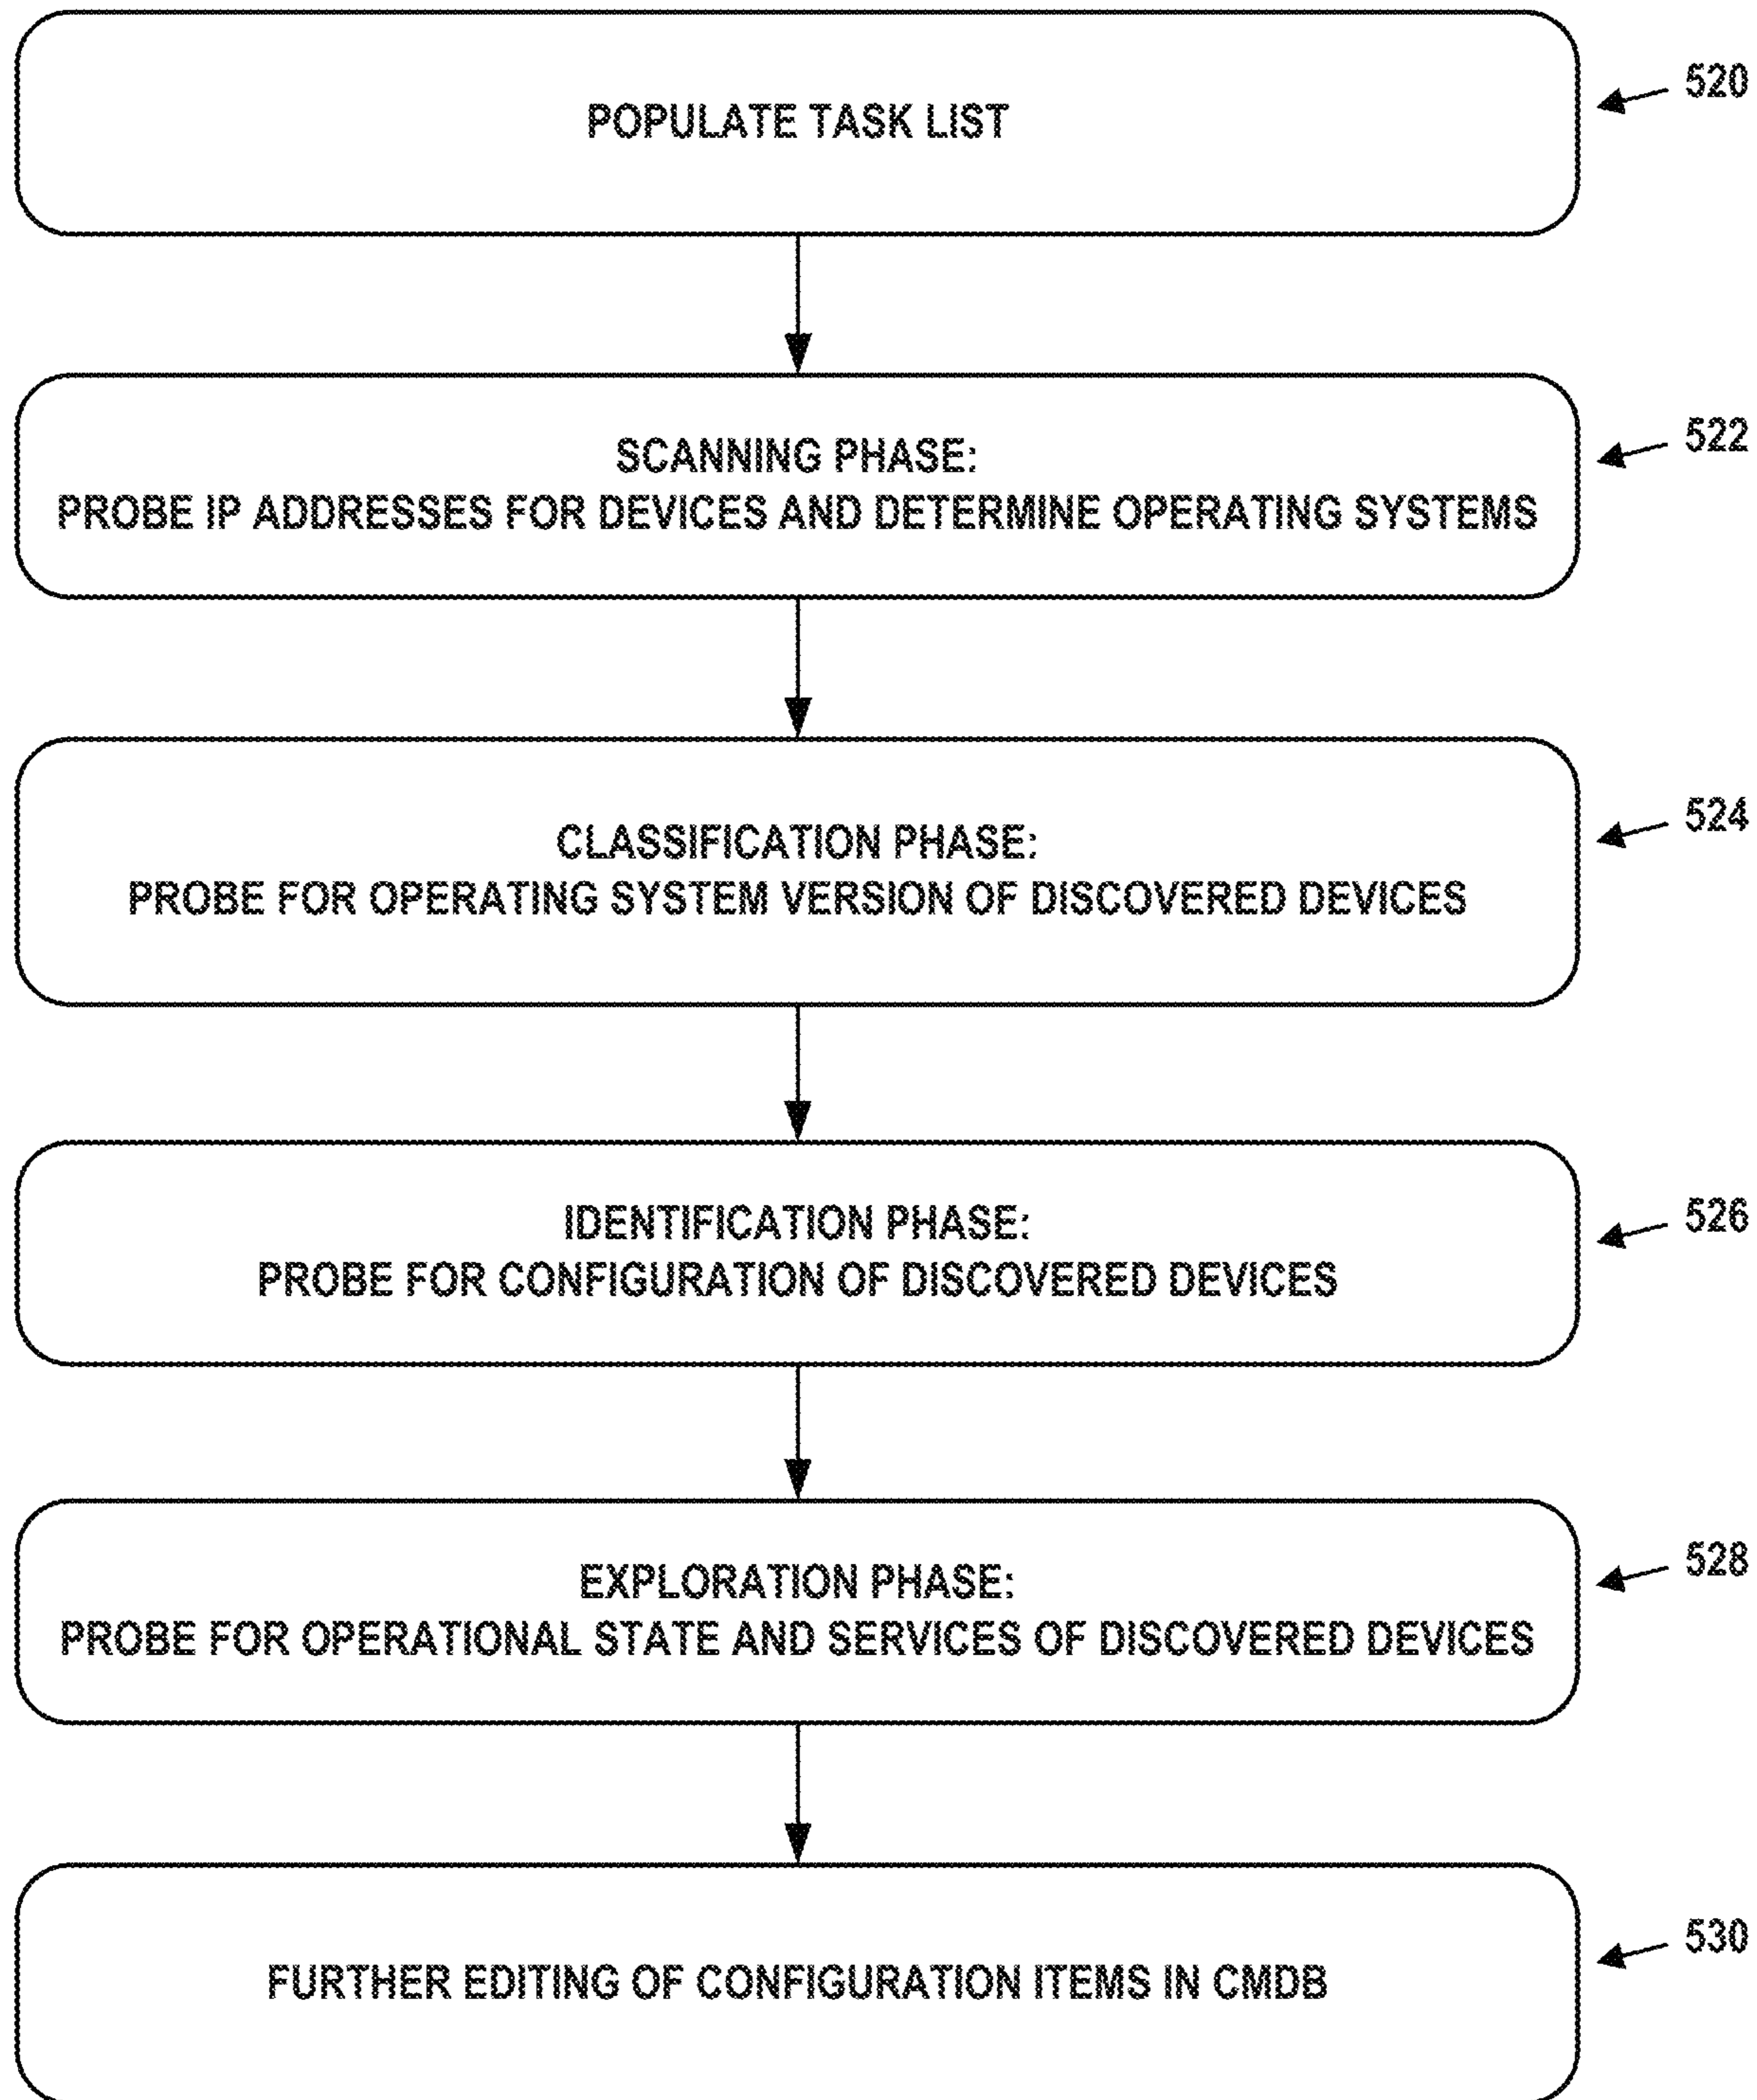 POPULATE TASK LIST
520
SCANNING PHASE:
PROBE IP ADDRESSES FOR DEVICES AND DETERMINE OPERATING SYSTEMS
522
CLASSIFICATION PHASE:
PROBE FOR OPERATING SYSTEM VERSION OF DISCOVERED DEVICES
524
IDENTIFICATION PHASE:
PROBE FOR CONFIGURATION OF DISCOVERED DEVICES
526
EXPLORATION PHASE:
PROBE FOR OPERATIONAL STATE AND SERVICES OF DISCOVERED DEVICES
528
FURTHER EDITING OF CONFIGURATION ITEMS IN CMDB
530